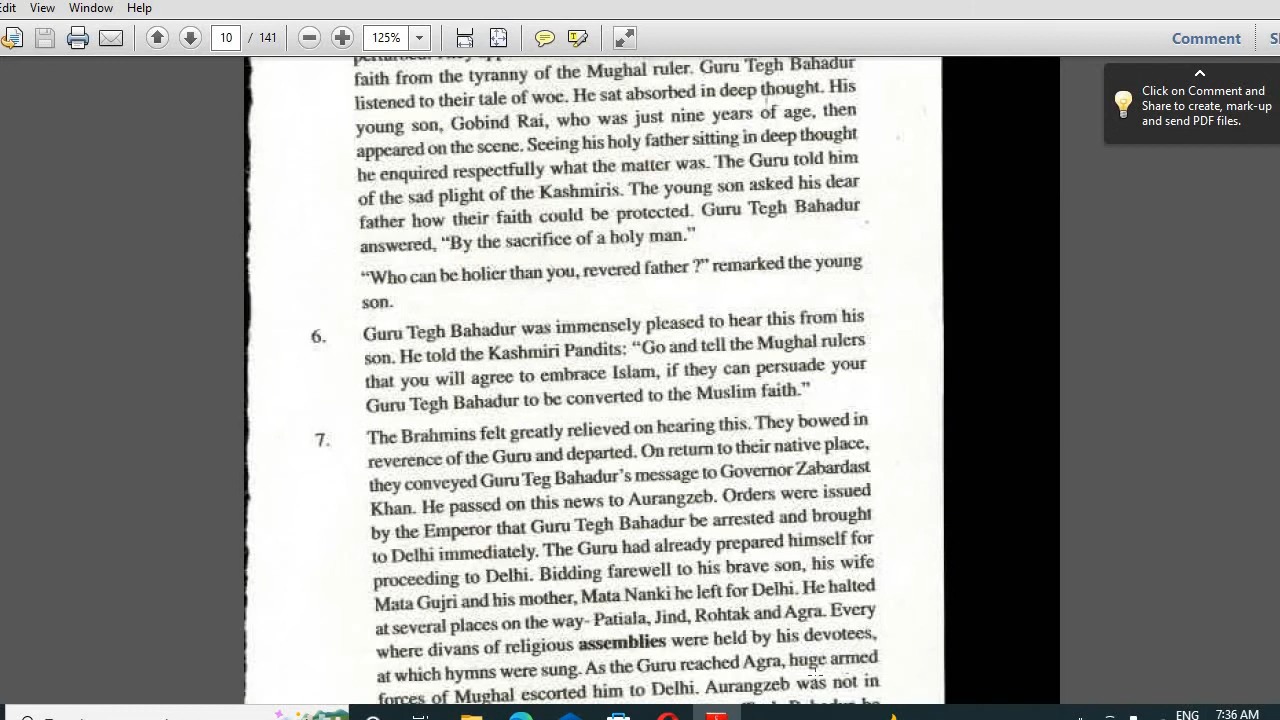 Edit View Window Help
10 / 141 125% Comment
Click on Comment and
Share to create, mark-up
and send PDF files.
faith from the tyranny of the Mughal ruler. Guru Tegh Bahadur
listened to their tale of woe. He sat absorbed in deep thought. His
young son, Gobind Rai, who was just nine years of age, then
appeared on the scene. Seeing his holy father sitting in deep thought
he enquired respectfully what the matter was. The Guru told him
of the sad plight of the Kashmiris. The young son asked his dear
father how their faith could be protected. Guru Tegh Bahadur
answered, “By the sacrifice of a holy man.”
“Who can be holier than you, revered father ?” remarked the young
son.
6. Guru Tegh Bahadur was immensely pleased to hear this from his
son. He told the Kashmiri Pandits: “Go and tell the Mughal rulers
that you will agree to embrace Islam, if they can persuade your
Guru Tegh Bahadur to be converted to the Muslim faith.”
7. The Brahmins felt greatly relieved on hearing this. They bowed in
reverence of the Guru and departed. On return to their native place,
they conveyed Guru Teg Bahadur’s message to Governor Zabardast
Khan. He passed on this news to Aurangzeb. Orders were issued
by the Emperor that Guru Tegh Bahadur be arrested and brought
to Delhi immediately. The Guru had already prepared himself for
proceeding to Delhi. Bidding farewell to his brave son, his wife
Mata Gujri and his mother, Mata Nanki he left for Delhi. He halted
at several places on the way- Patiala, Jind, Rohtak and Agra. Every
where divans of religious assemblies were held by his devotees,
at which hymns were sung. As the Guru reached Agra, huge armed
forces of Mughal escorted him to Delhi. Aurangzeb was not in
ENG 7:36 AM